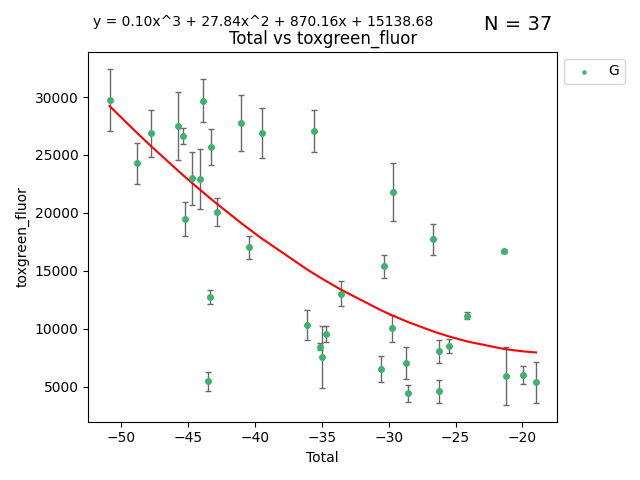 y = 0.10x^3 + 27.84x^2 + 870.16x + 15138.68
N = 37
Total vs toxgreen_fluor
G
30000
25000
20000
15000
10000
5000
toxgreen_fluor
−50
−45
−40
−35
−30
−25
−20
Total